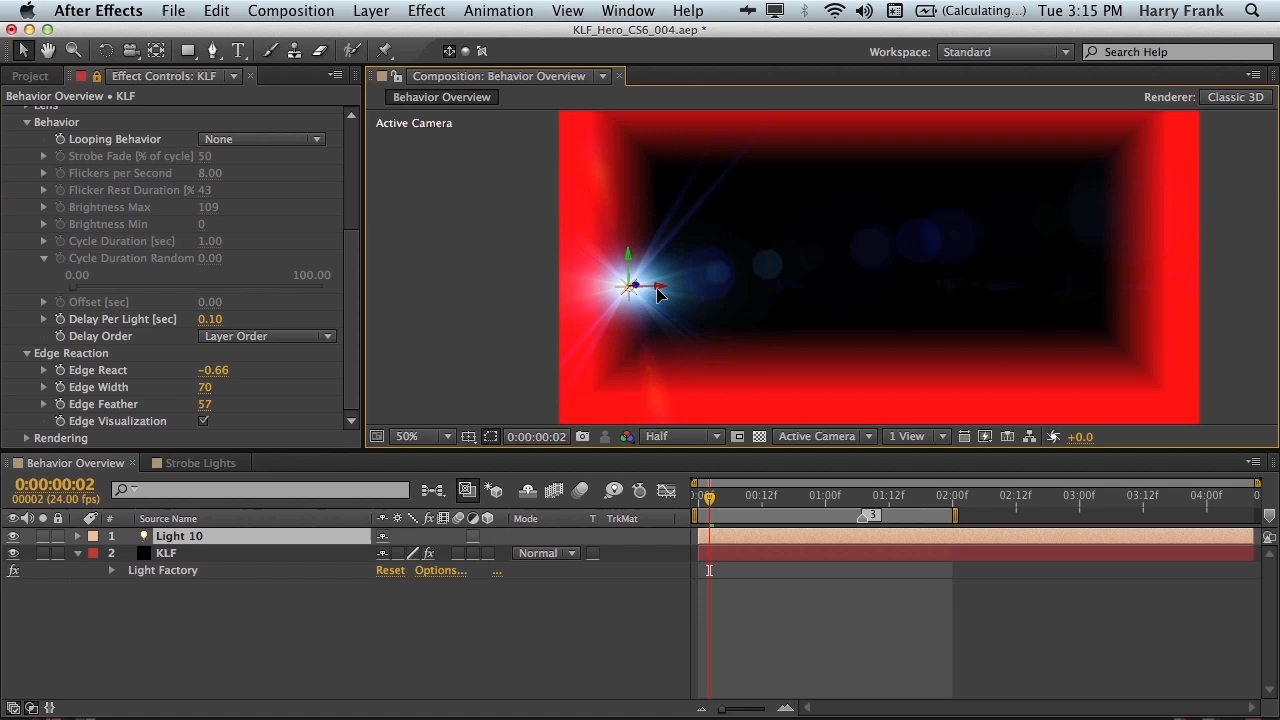 After Effects File Edit Composition Layer Effect Animation View Window Help (Calculating...) Tue 3:15 PM Harry Frank
KLF_Hero_CS6_004.aep *
Workspace: Standard Search Help
Project Effect Controls: KLF Composition: Behavior Overview
Behavior Overview • KLF Behavior Overview Renderer: Classic 3D
Lens
Active Camera
Behavior
Looping Behavior None
Strobe Fade [% of cycle] 50
Flickers per Second 8.00
Flicker Rest Duration [% 43
Brightness Max 109
Brightness Min 0
Cycle Duration [sec] 1.00
Cycle Duration Random 0.00
0.00 100.00
Offset [sec] 0.00
Delay Per Light [sec] 0.10
Delay Order Layer Order
Edge Reaction
Edge React -0.66
Edge Width 70
Edge Feather 57
Edge Visualization
Rendering
50% 0:00:00:02 Half Active Camera 1 View +0.0
Behavior Overview Strobe Lights
0:00:00:02
00002 (24.00 fps)
00:12f 01:00f 01:12f 02:00f 02:12f 03:00f 03:12f 04:00f
3
# Source Name Mode T TrkMat
1 Light 10
2 KLF Normal
fx Light Factory Reset Options... ...